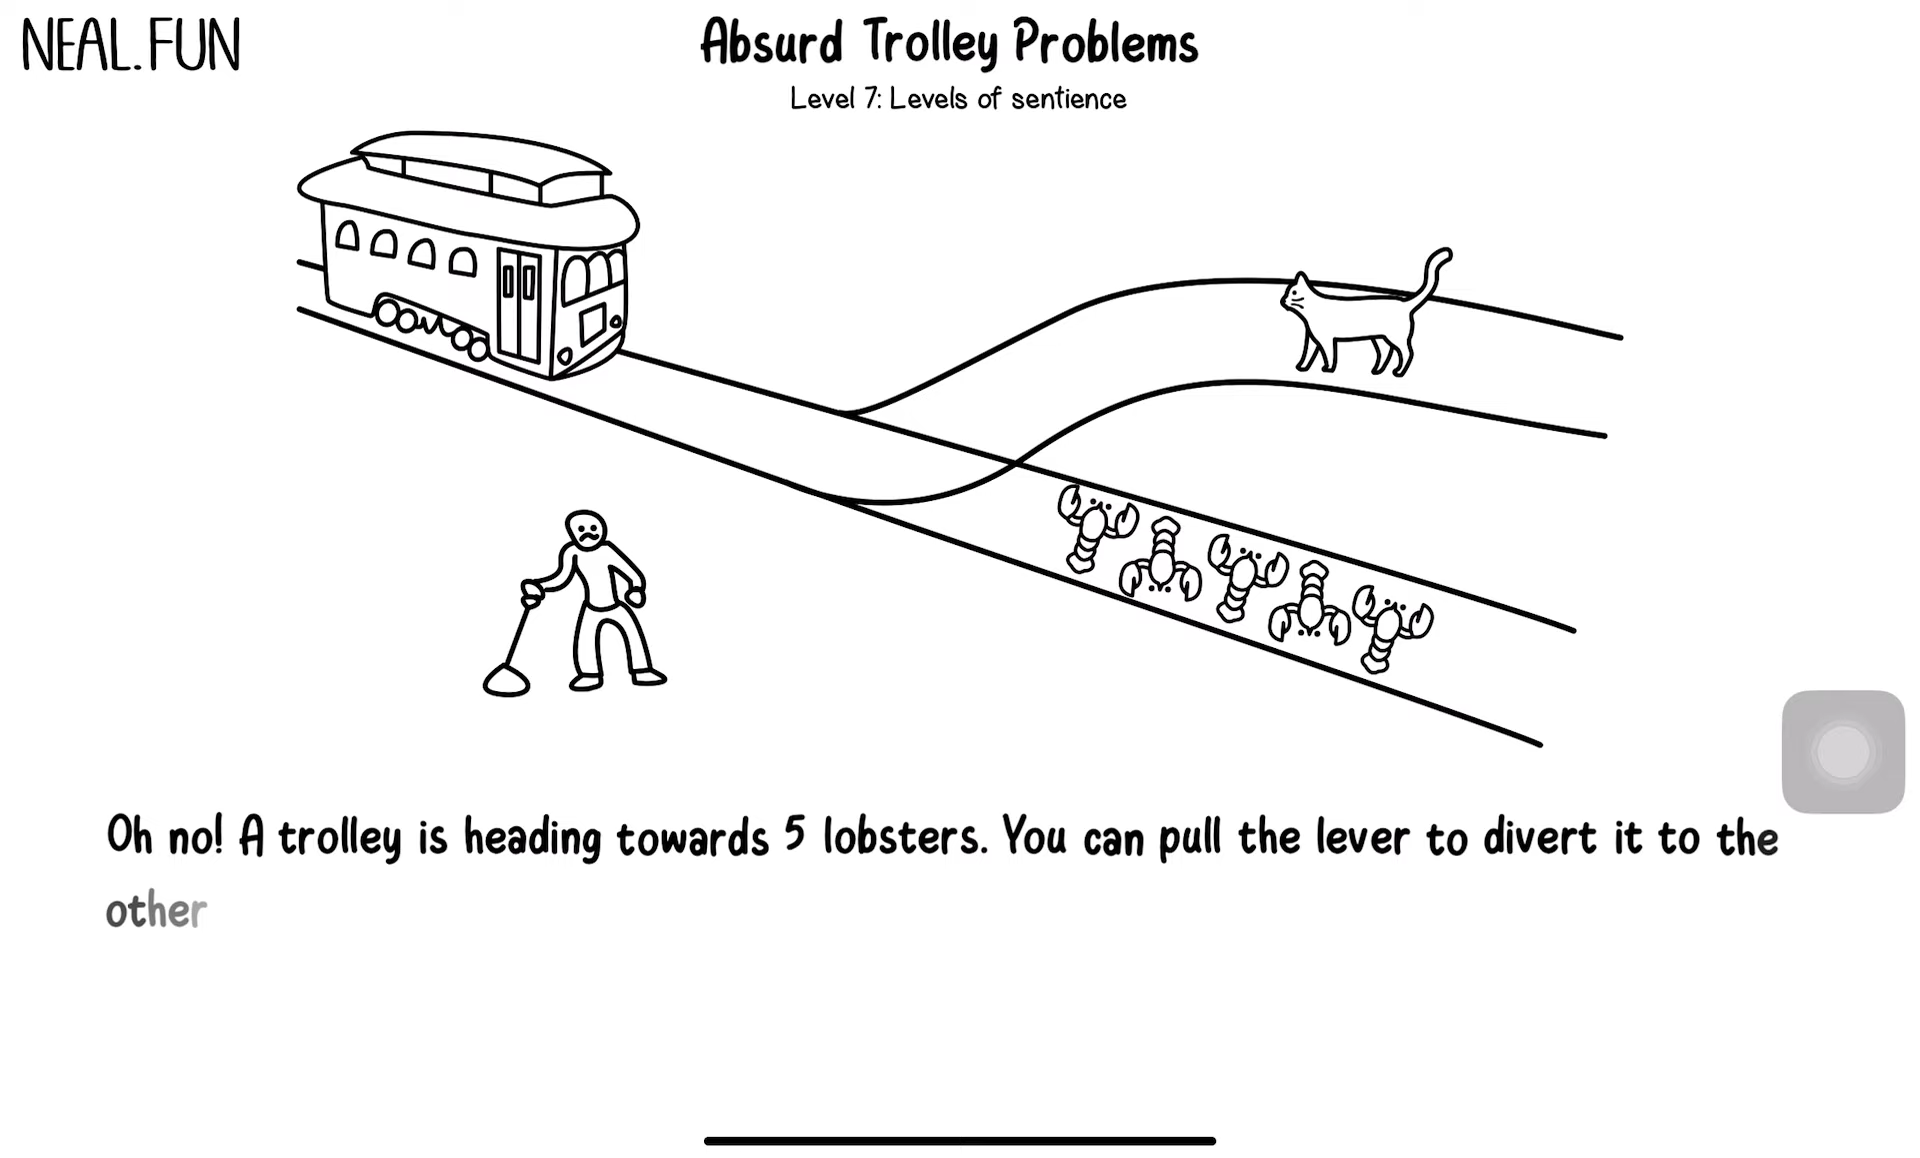 NEAL.FUN
Absurd Trolley Problems
Level 7: Levels of sentience
Oh no! A trolley is heading towards 5 lobsters. You can pull the lever to divert it to the
other